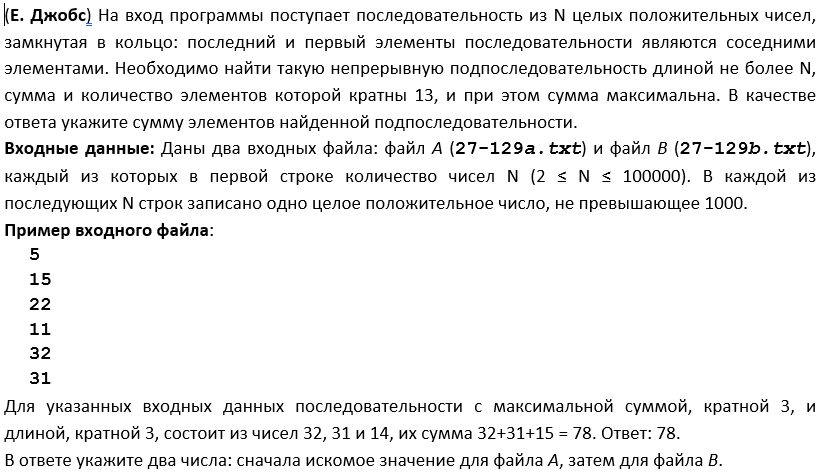 (Е. Джобс) На вход программы поступает последовательность из N целых положительных чисел,
замкнутая в кольцо: последний и первый элементы последовательности являются соседними
элементами. Необходимо найти такую непрерывную подпоследовательность длиной не более N,
сумма и количество элементов которой кратны 13, и при этом сумма максимальна. В качестве
ответа укажите сумму элементов найденной подпоследовательности.
Входные данные: Даны два входных файла: файл A (27-129a.txt) и файл B (27-129b.txt),
каждый из которых в первой строке количество чисел N (2 ≤ N ≤ 100000). В каждой из
последующих N строк записано одно целое положительное число, не превышающее 1000.
Пример входного файла:
5
15
22
11
32
31
Для указанных входных данных последовательности с максимальной суммой, кратной 3, и
длиной, кратной 3, состоит из чисел 32, 31 и 14, их сумма 32+31+15 = 78. Ответ: 78.
В ответе укажите два числа: сначала искомое значение для файла A, затем для файла B.